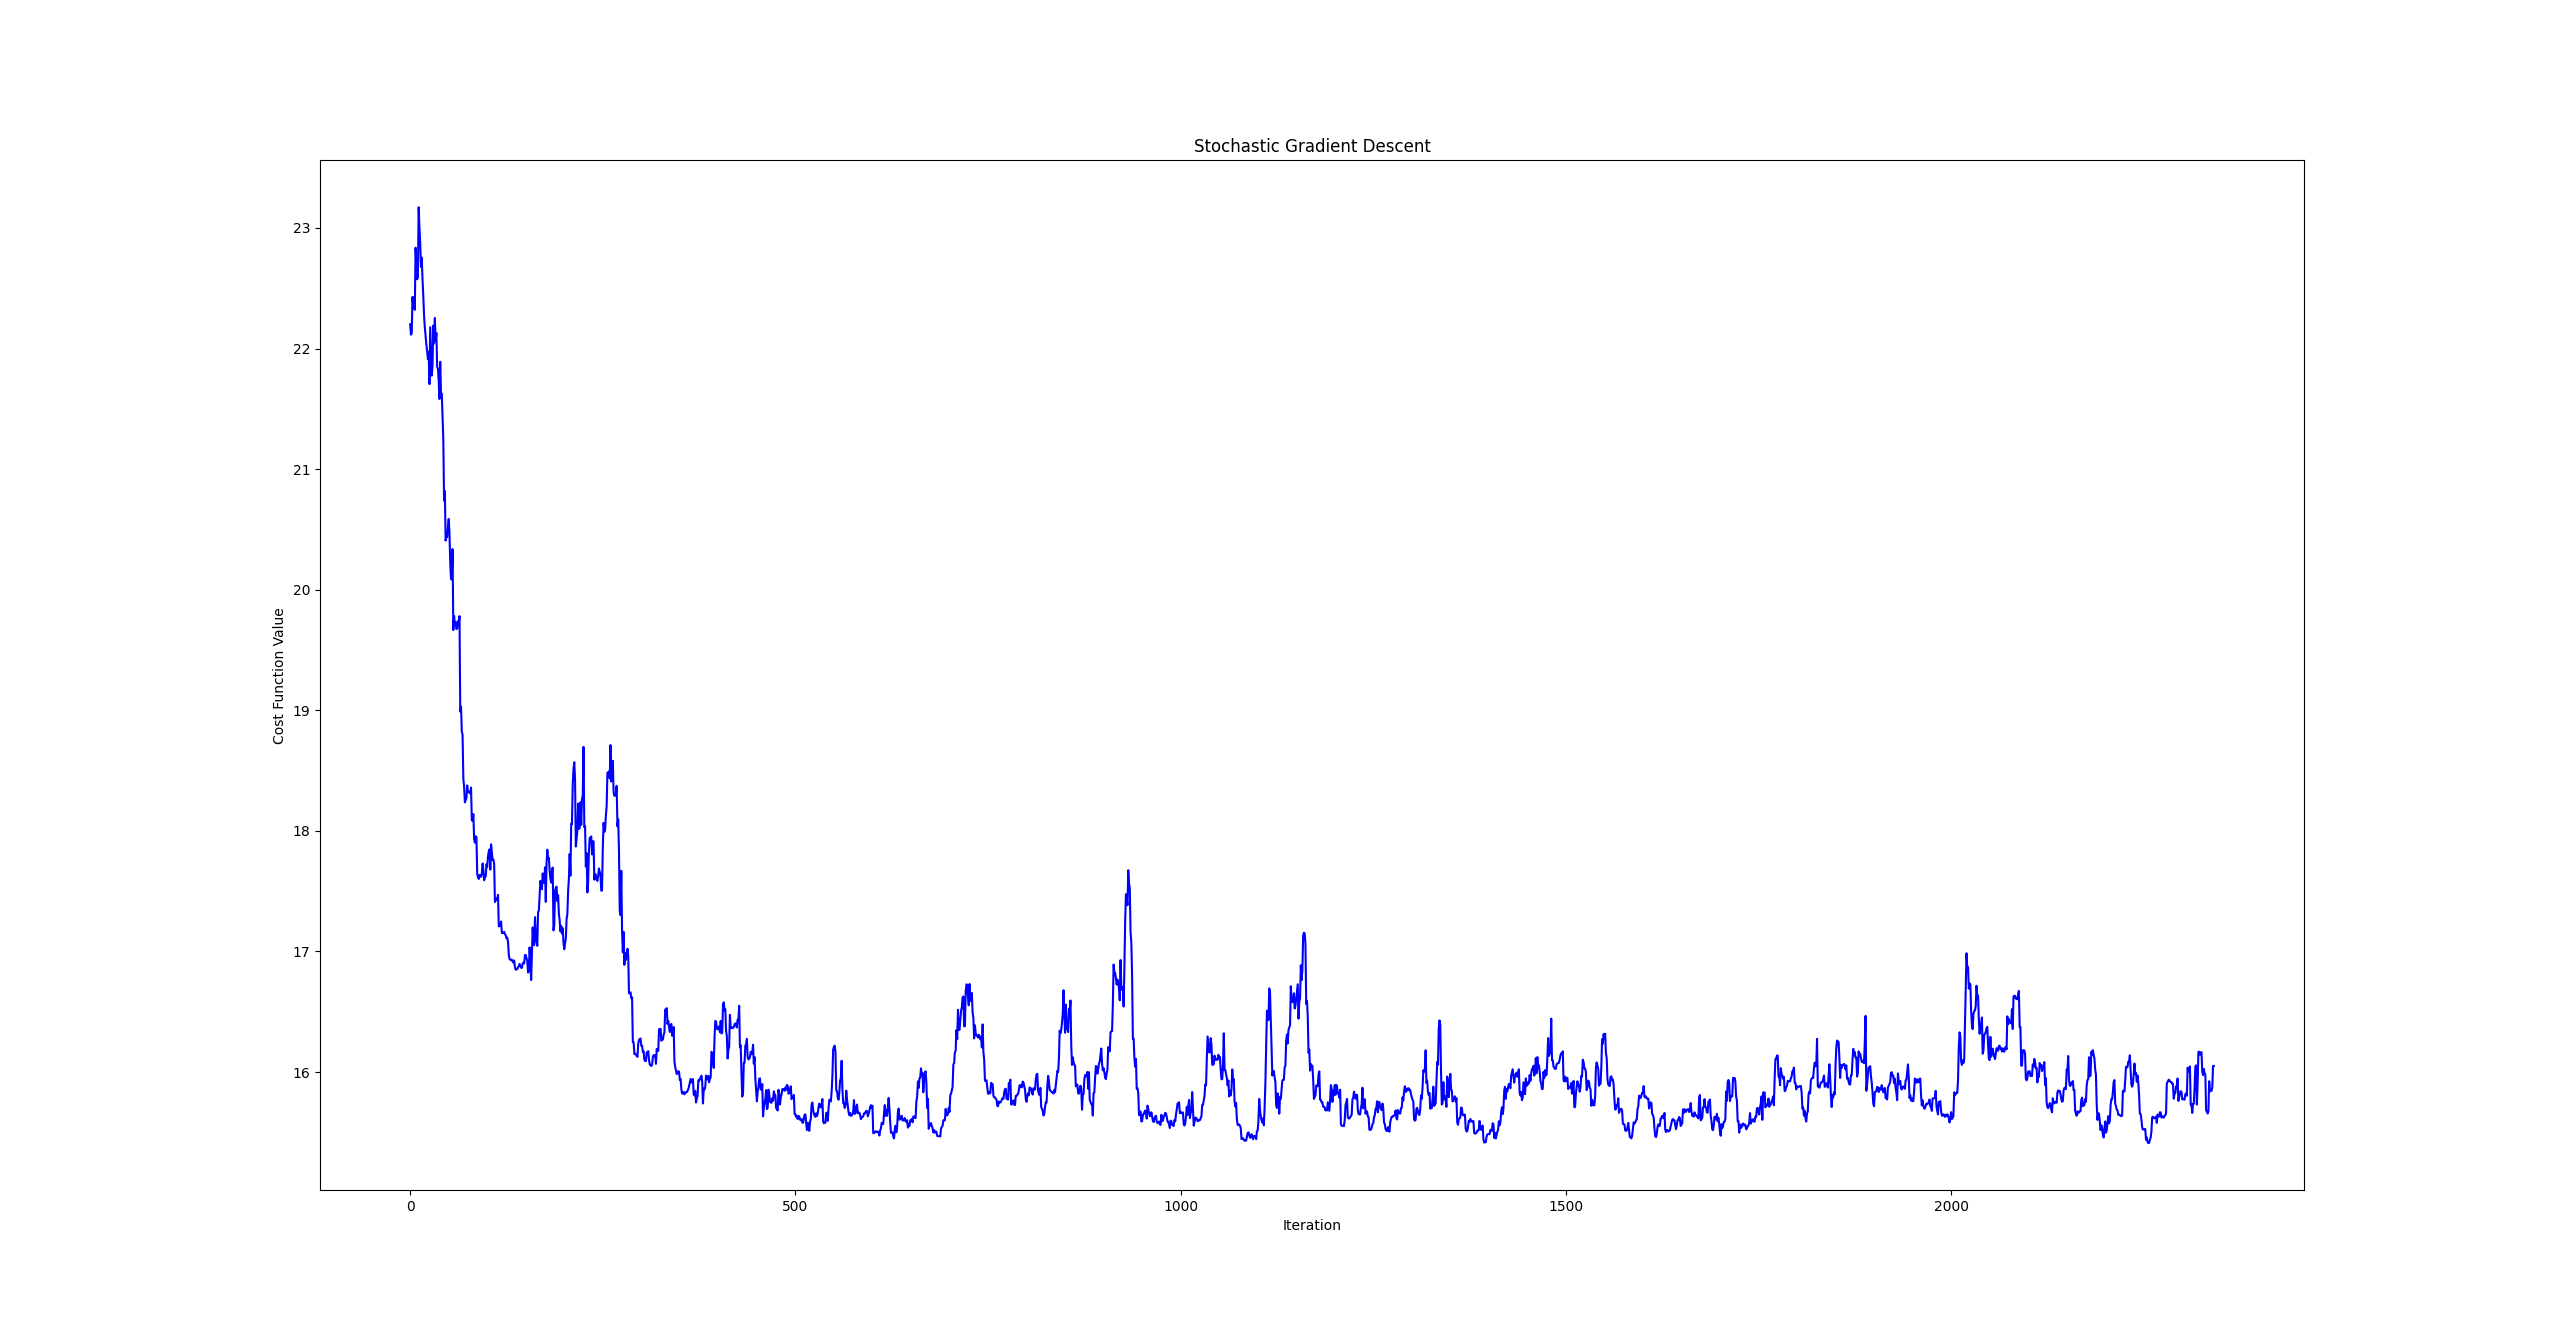 Stochastic Gradient Descent
23
22
21
20
19
18
17
16
Cost Function Value
0 500 1000 1500 2000
Iteration